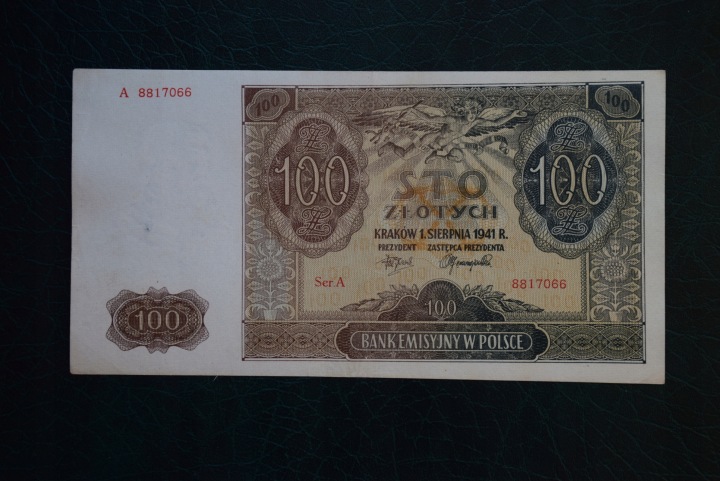 A 8817066
100 100
100 100
STO
ZŁOTYCH
KRAKÓW 1. SIERPNIA 1941 R.
PREZYDENT ZASTĘPCA PREZYDENTA
Ser. A 8817066
100
100
BANK EMISYJNY W POLSCE